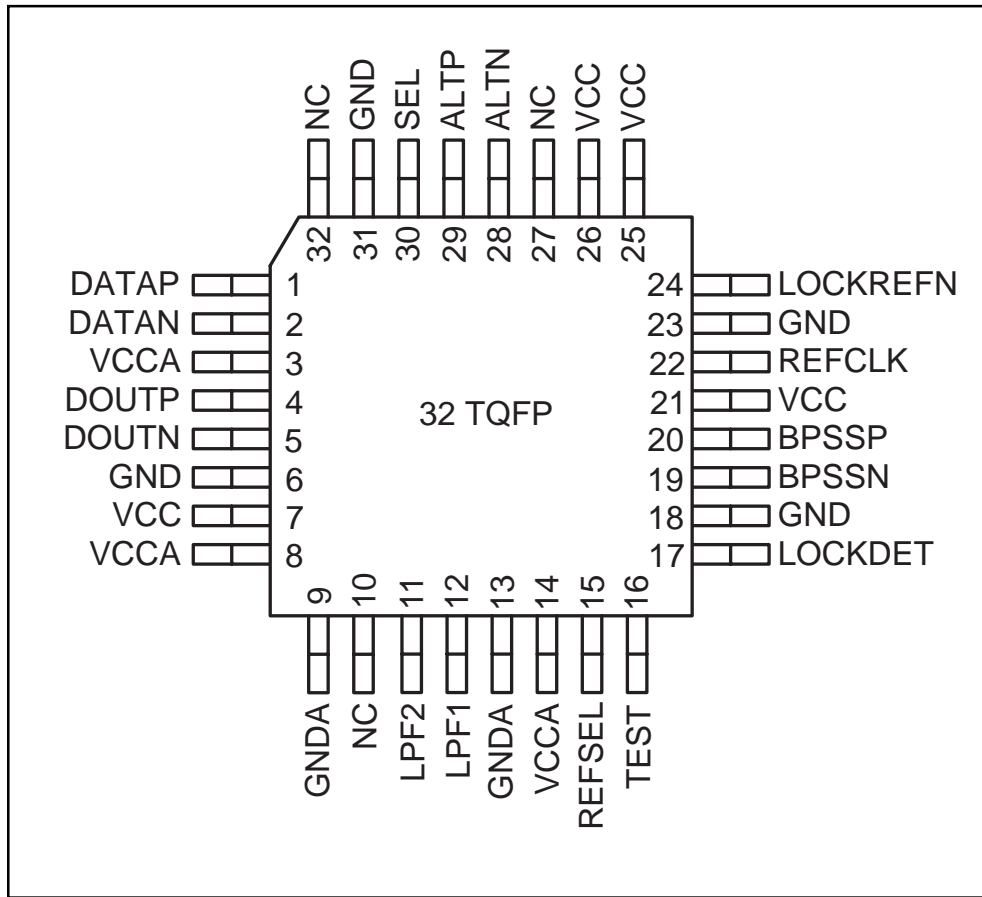 NC
GND
SEL
ALTP
ALTN
NC
VCC
VCC
32
31
30
29
28
27
26
25
DATAP 1
DATAN 2
VCCA 3
DOUTP 4
DOUTN 5
GND 6
VCC 7
VCCA 8
32 TQFP
24 LOCKREFN
23 GND
22 REFCLK
21 VCC
20 BPSSP
19 BPSSN
18 GND
17 LOCKDET
9
10
11
12
13
14
15
16
GNDA
NC
LPF2
LPF1
GNDA
VCCA
REFSEL
TEST